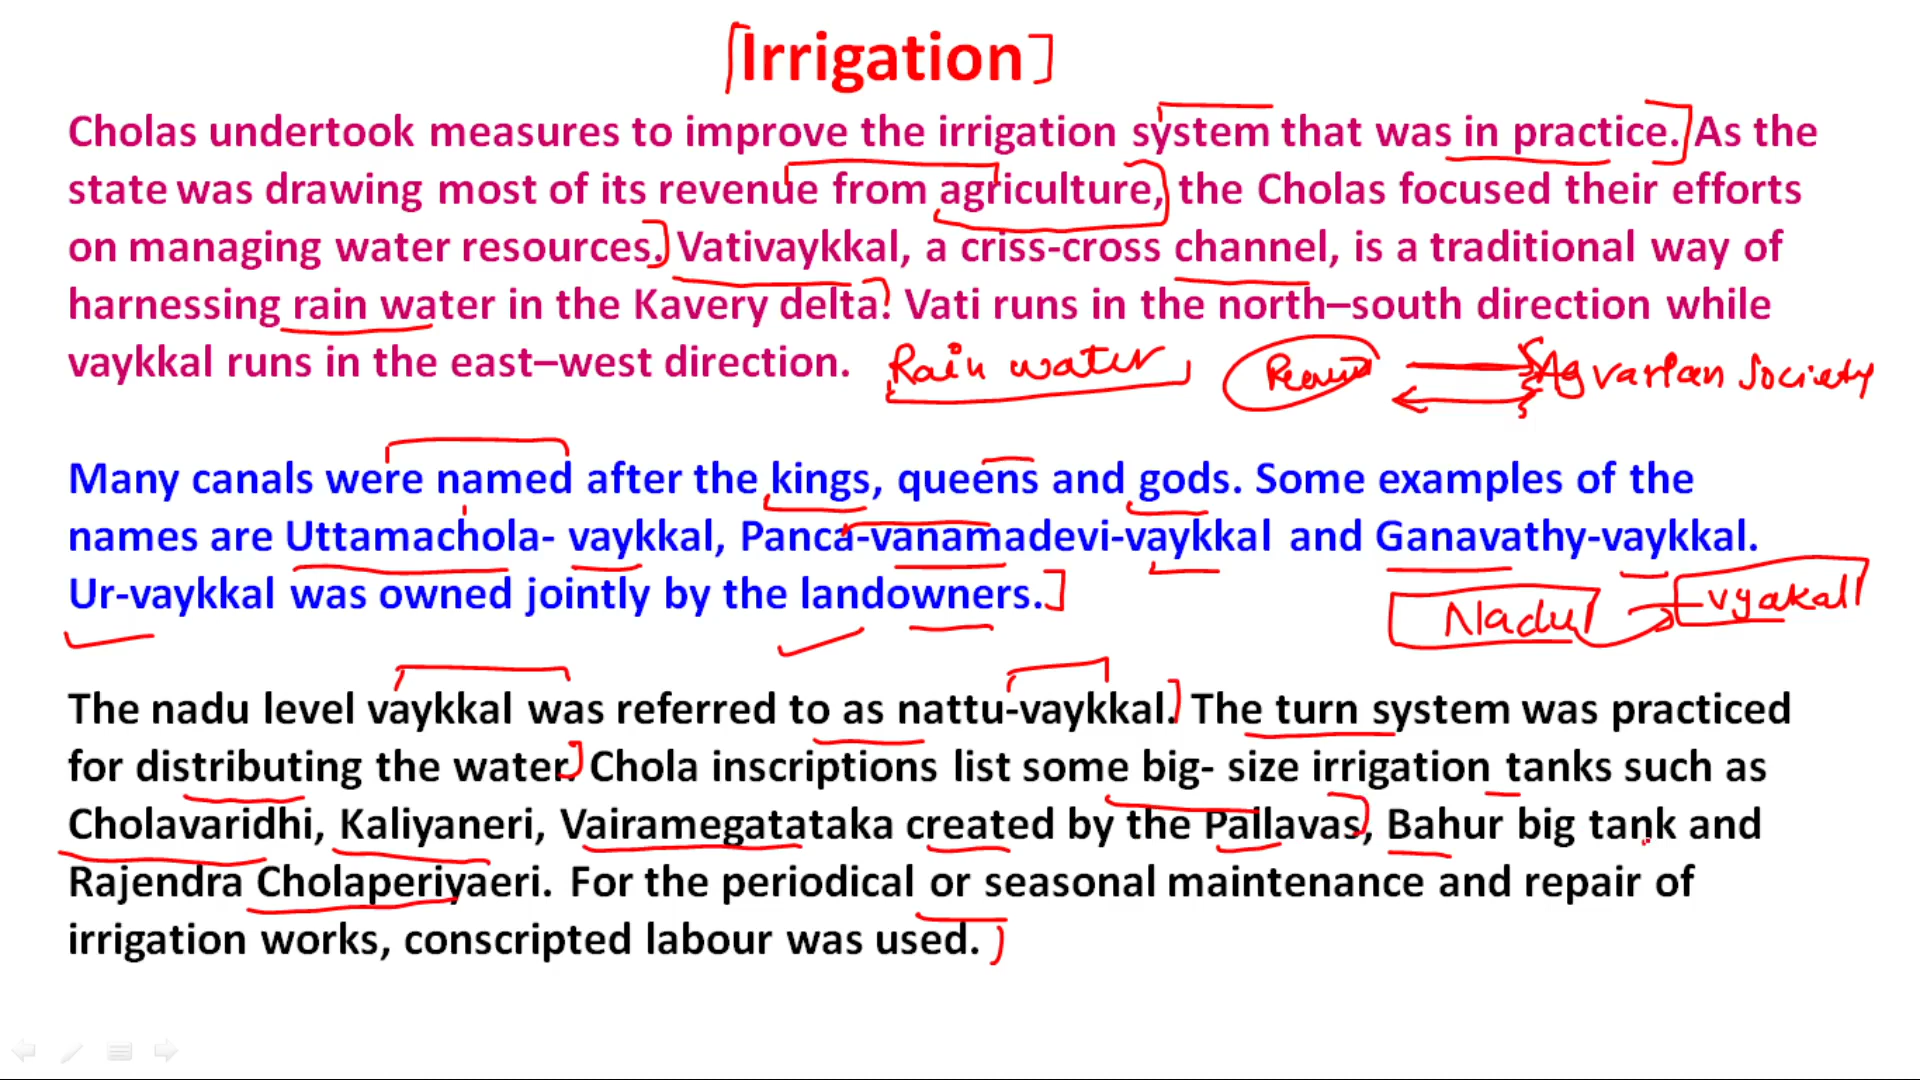 Irrigation
Cholas undertook measures to improve the irrigation system that was in practice. As the
state was drawing most of its revenue from agriculture, the Cholas focused their efforts
on managing water resources. Vativaykkal, a criss-cross channel, is a traditional way of
harnessing rain water in the Kavery delta. Vati runs in the north–south direction while
vaykkal runs in the east–west direction.
Rain water
society
Many canals were named after the kings, queens and gods. Some examples of the
names are Uttamachola- vaykkal, Panca-vanamadevi-vaykkal and Ganavathy-vaykkal.
Ur-vaykkal was owned jointly by the landowners.
Nadu vyakal
The nadu level vaykkal was referred to as nattu-vaykkal. The turn system was practiced
for distributing the water. Chola inscriptions list some big- size irrigation tanks such as
Cholavaridhi, Kaliyaneri, Vairamegatataka created by the Pallavas, Bahur big tank and
Rajendra Cholaperiyaeri. For the periodical or seasonal maintenance and repair of
irrigation works, conscripted labour was used.